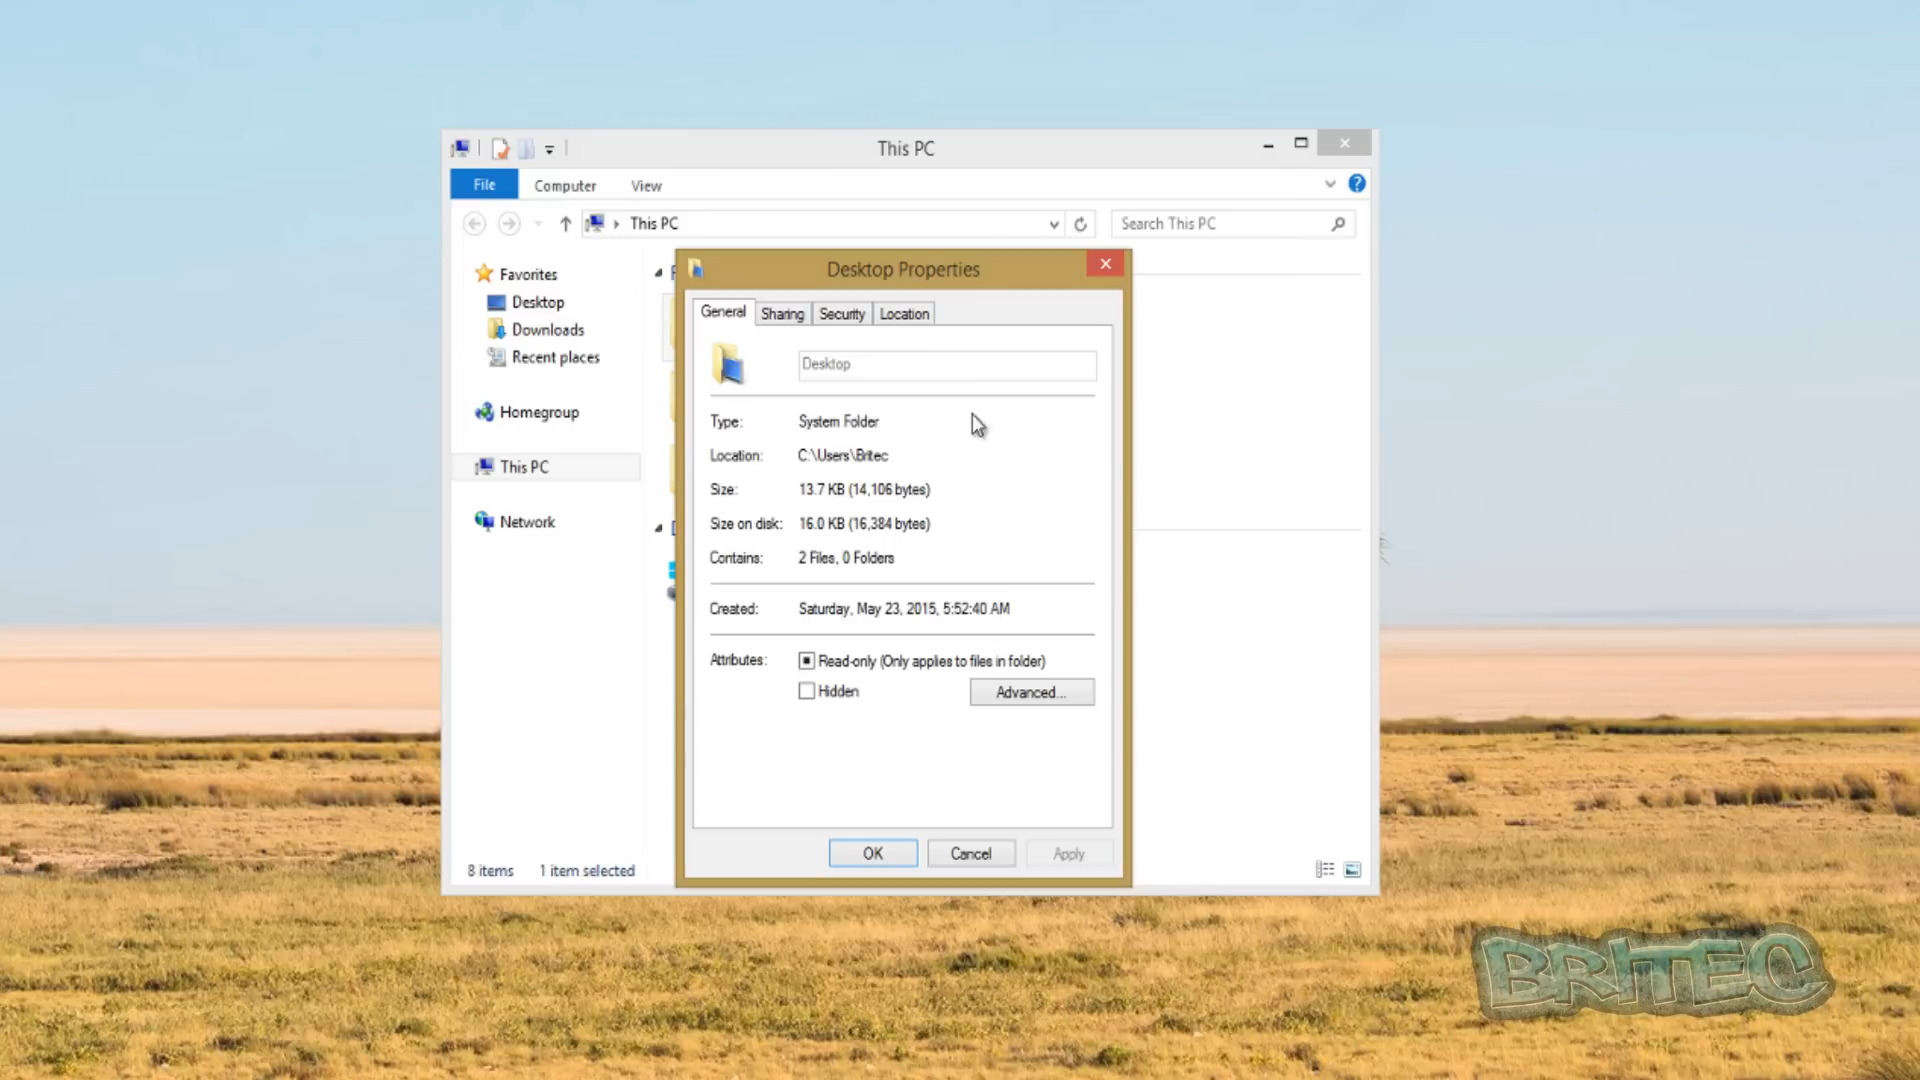 This PC
File
Computer
View
This PC
Search This PC
Favorites
Desktop
Downloads
Recent places
Homegroup
This PC
Network
8 items
1 item selected
Desktop Properties
General
Sharing
Security
Location
Desktop
Type: System Folder
Location: C:\Users\Britec
Size: 13.7 KB (14,106 bytes)
Size on disk: 16.0 KB (16,384 bytes)
Contains: 2 Files, 0 Folders
Created: Saturday, May 23, 2015, 5:52:40 AM
Attributes: Read-only (Only applies to files in folder)
Hidden
Advanced...
OK
Cancel
Apply
BRITEC